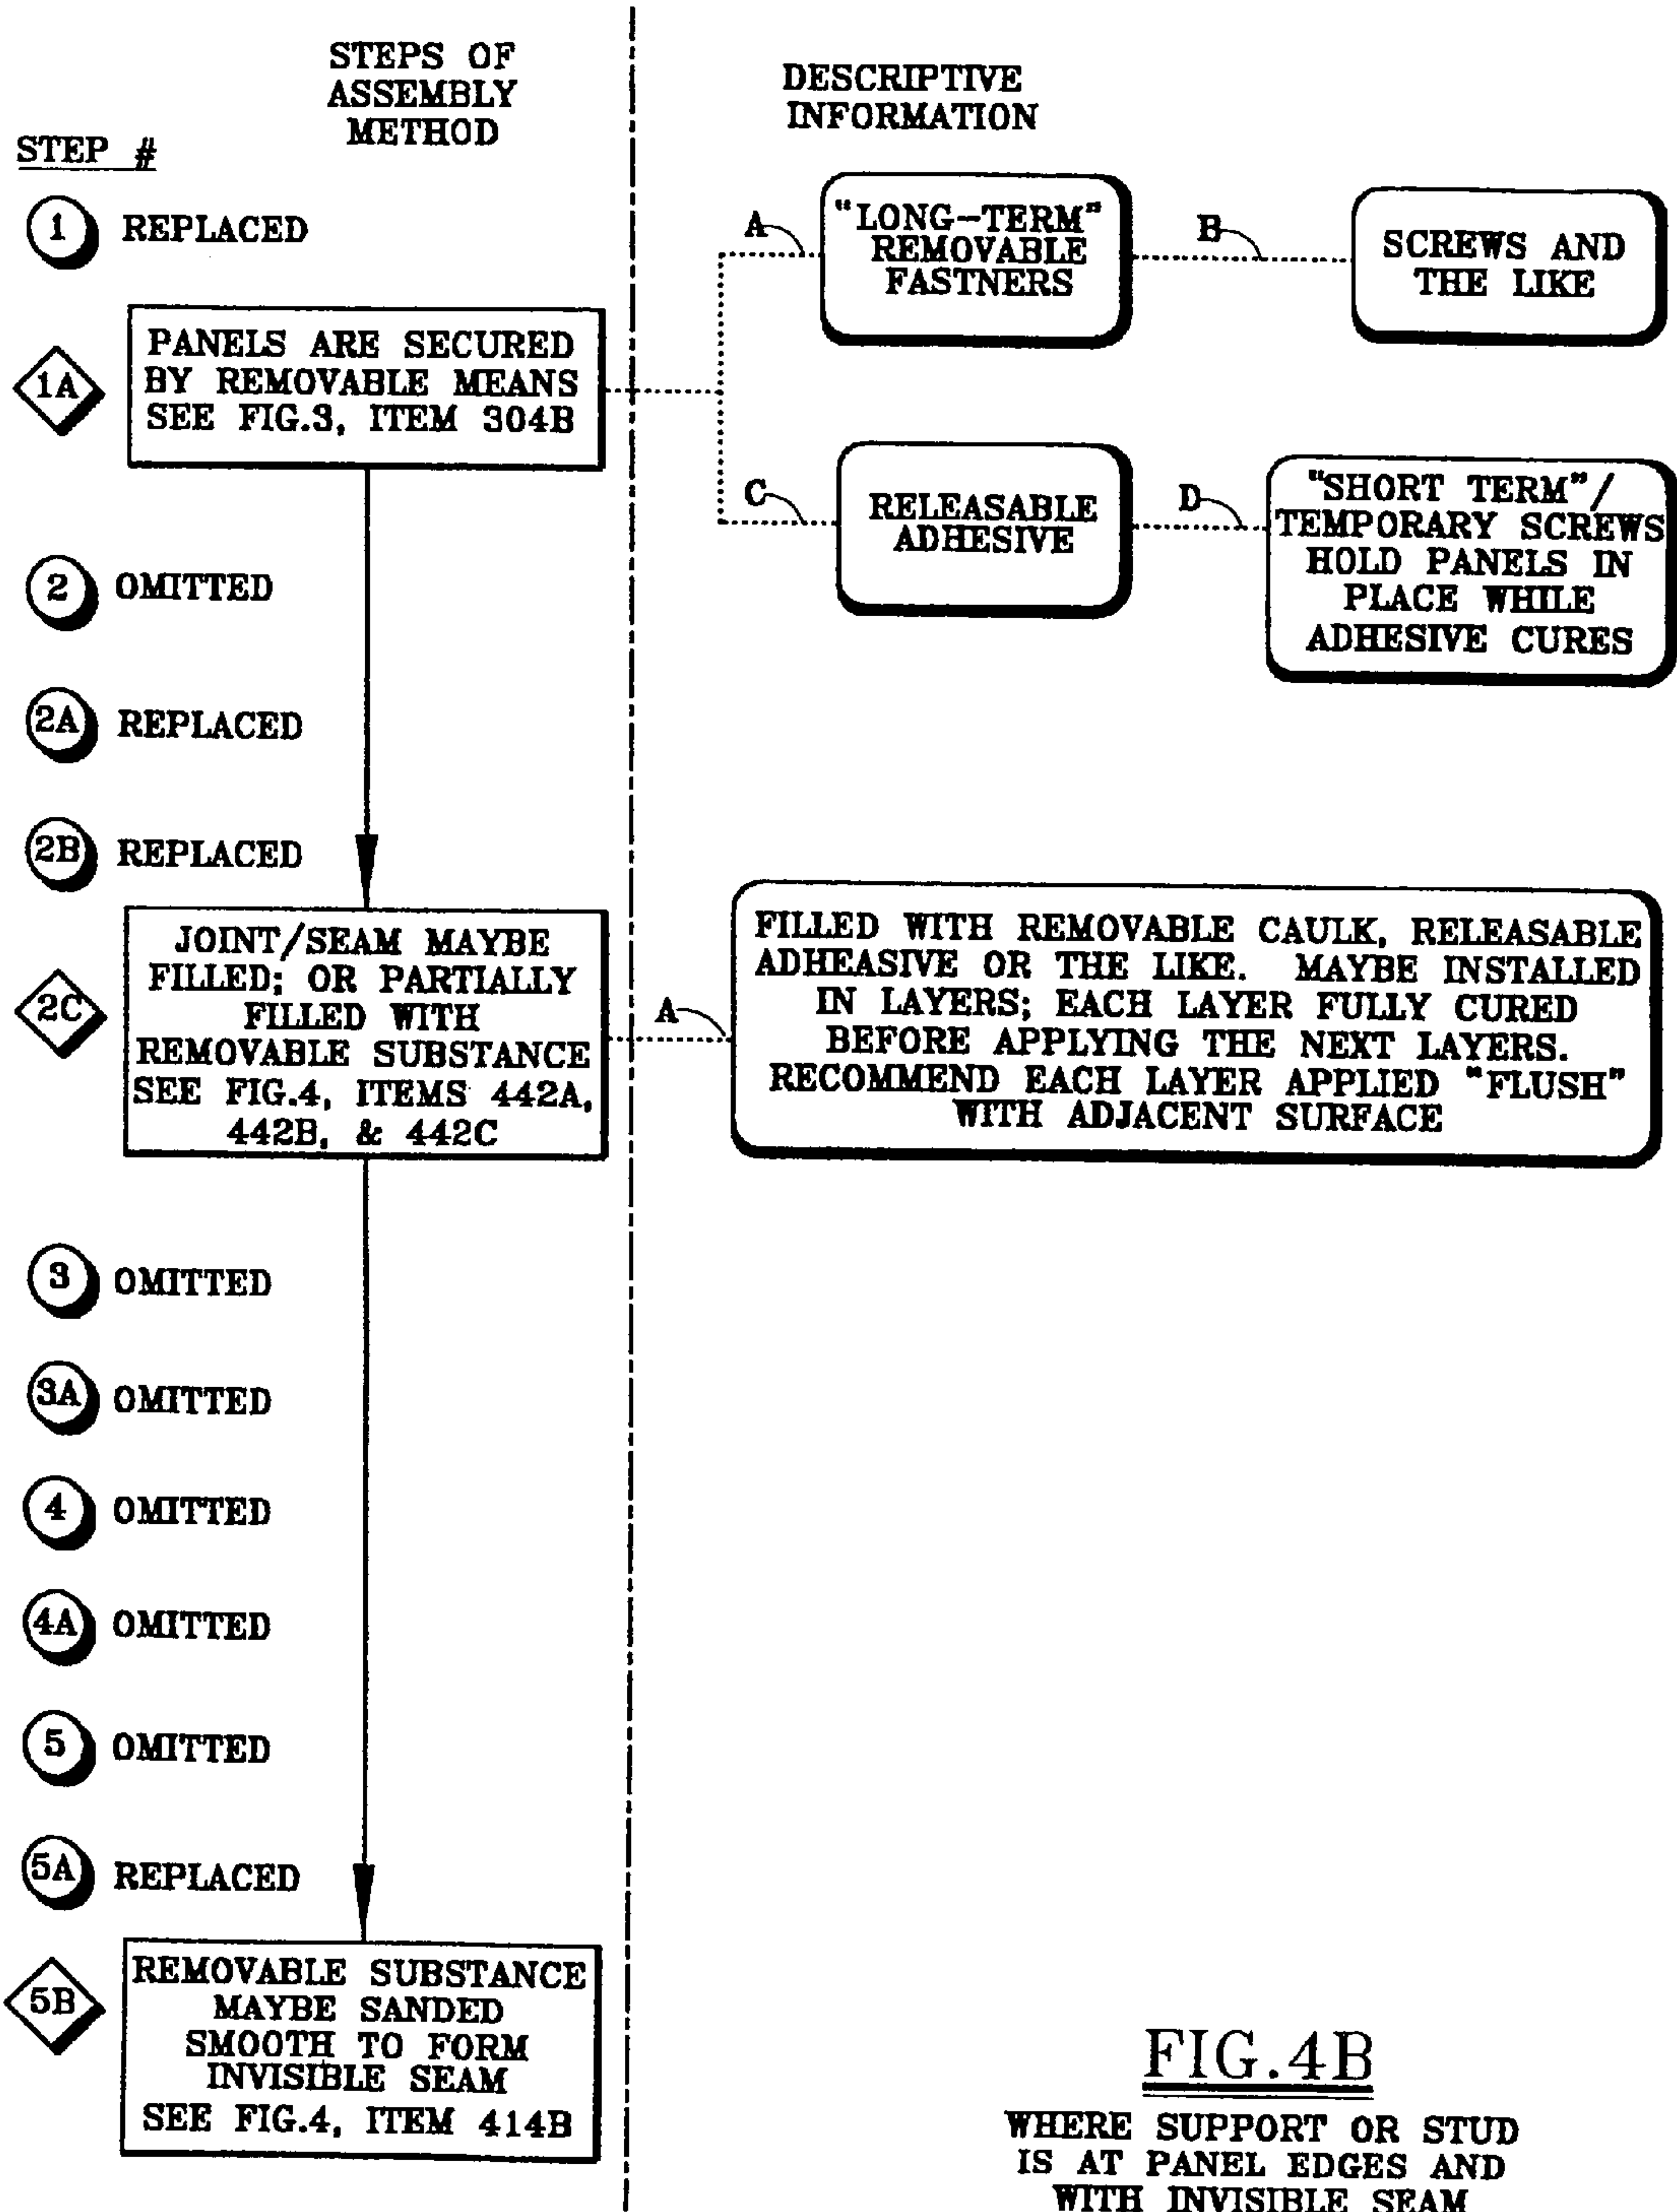 STEPS OF
ASSEMBLY
METHOD
DESCRIPTIVE
INFORMATION
STEP #
1 REPLACED
A
"LONG-TERM"
REMOVABLE
FASTNERS
B
SCREWS AND
THE LIKE
1A
PANELS ARE SECURED
BY REMOVABLE MEANS
SEE FIG.3, ITEM 304B
C
RELEASABLE
ADHESIVE
D
"SHORT TERM"/
TEMPORARY SCREWS
HOLD PANELS IN
PLACE WHILE
ADHESIVE CURES
2 OMITTED
2A REPLACED
2B REPLACED
2C
JOINT/SEAM MAYBE
FILLED; OR PARTIALLY
FILLED WITH
REMOVABLE SUBSTANCE
SEE FIG.4, ITEMS 442A,
442B, & 442C
A
FILLED WITH REMOVABLE CAULK, RELEASABLE
ADHEASIVE OR THE LIKE. MAYBE INSTALLED
IN LAYERS; EACH LAYER FULLY CURED
BEFORE APPLYING THE NEXT LAYERS.
RECOMMEND EACH LAYER APPLIED "FLUSH"
WITH ADJACENT SURFACE
3 OMITTED
3A OMITTED
4 OMITTED
4A OMITTED
5 OMITTED
5A REPLACED
5B
REMOVABLE SUBSTANCE
MAYBE SANDED
SMOOTH TO FORM
INVISIBLE SEAM
SEE FIG.4, ITEM 414B
FIG.4B
WHERE SUPPORT OR STUD
IS AT PANEL EDGES AND
WITH INVISIBLE SEAM